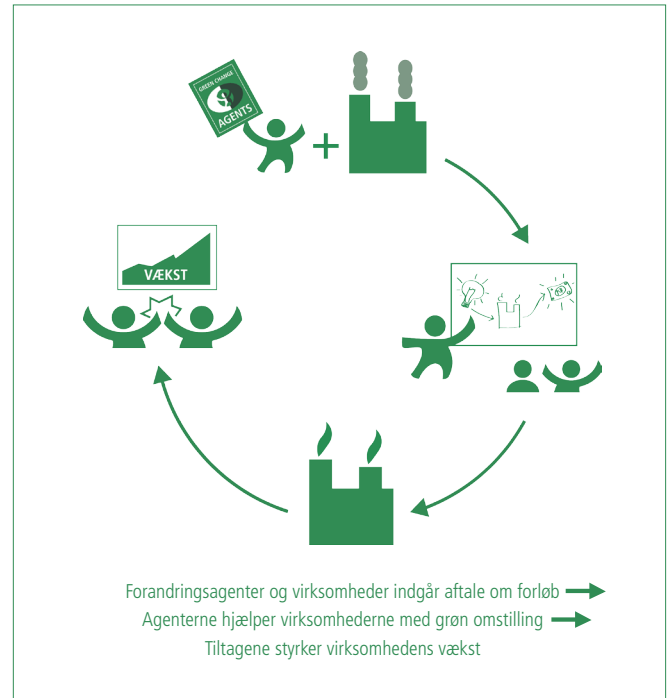 GREEN CHANGE
AGENTS
VÆKST
Forandringsagenter og virksomheder indgår aftale om forløb
Agenterne hjælper virksomhederne med grøn omstilling
Tiltagene styrker virksomhedens vækst